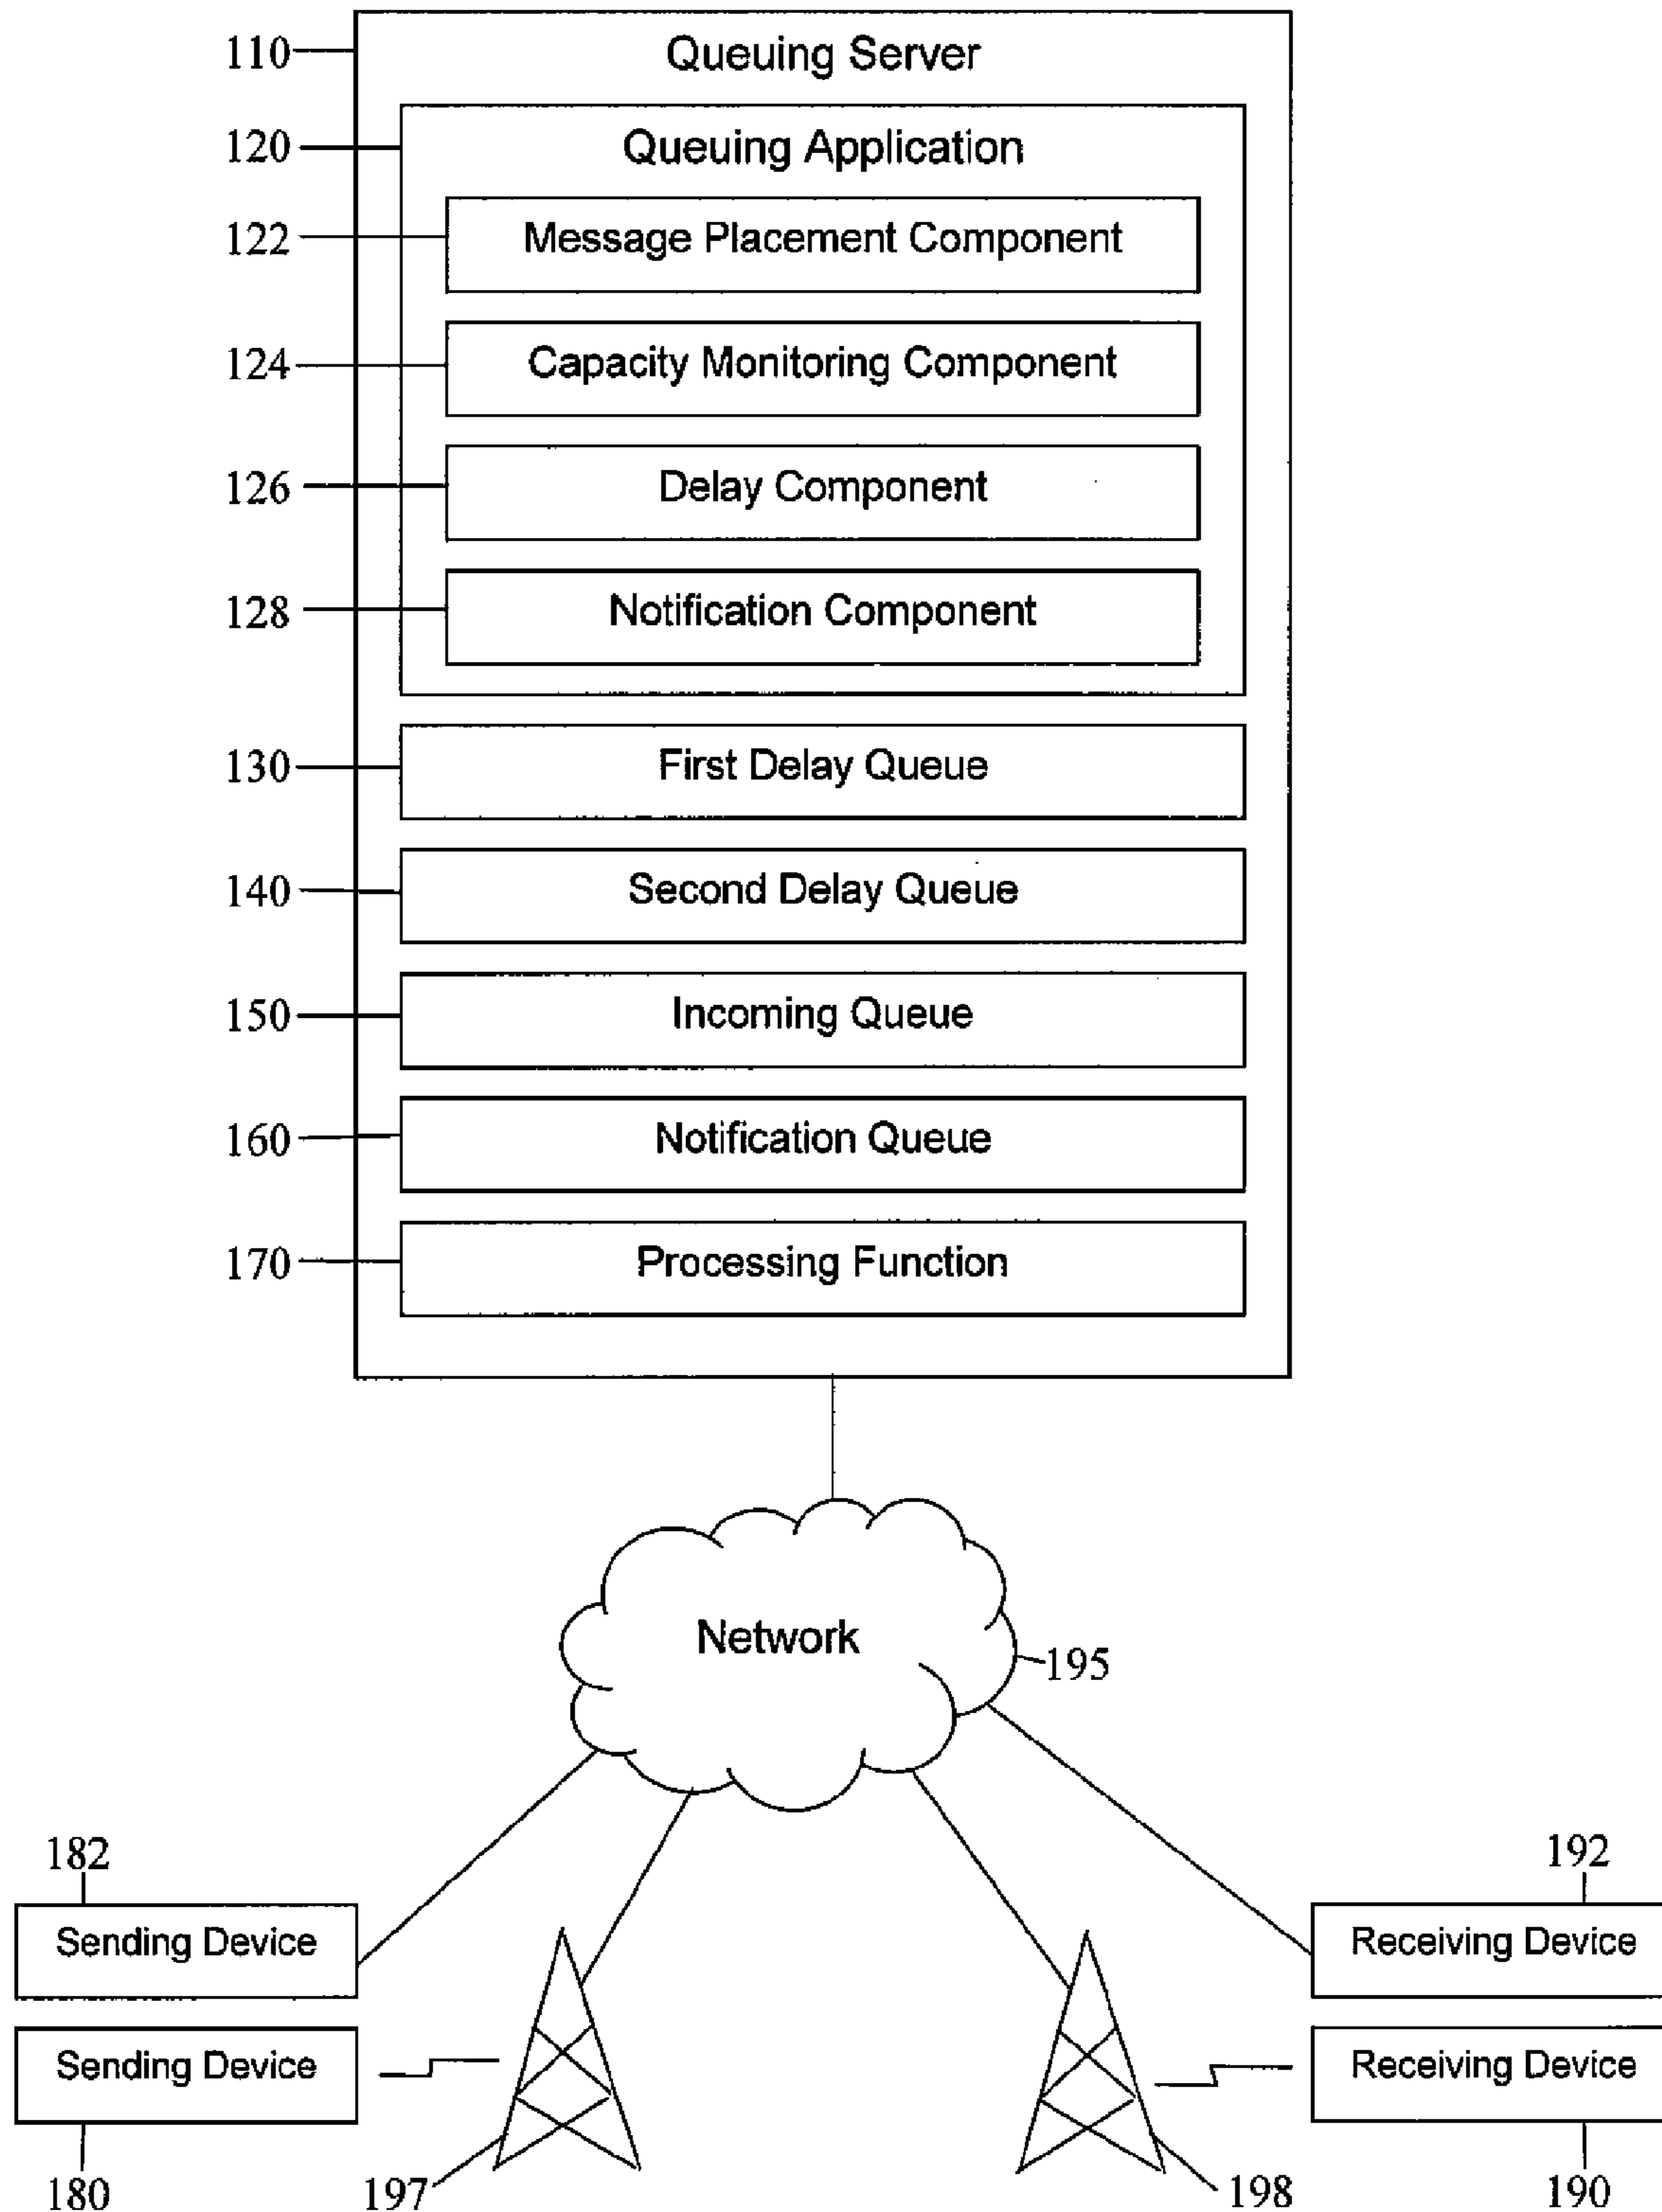 110 Queuing Server
120 Queuing Application
122 Message Placement Component
124 Capacity Monitoring Component
126 Delay Component
128 Notification Component
130 First Delay Queue
140 Second Delay Queue
150 Incoming Queue
160 Notification Queue
170 Processing Function
Network
195
182
192
Sending Device
Receiving Device
Sending Device
Receiving Device
180
197
198
190